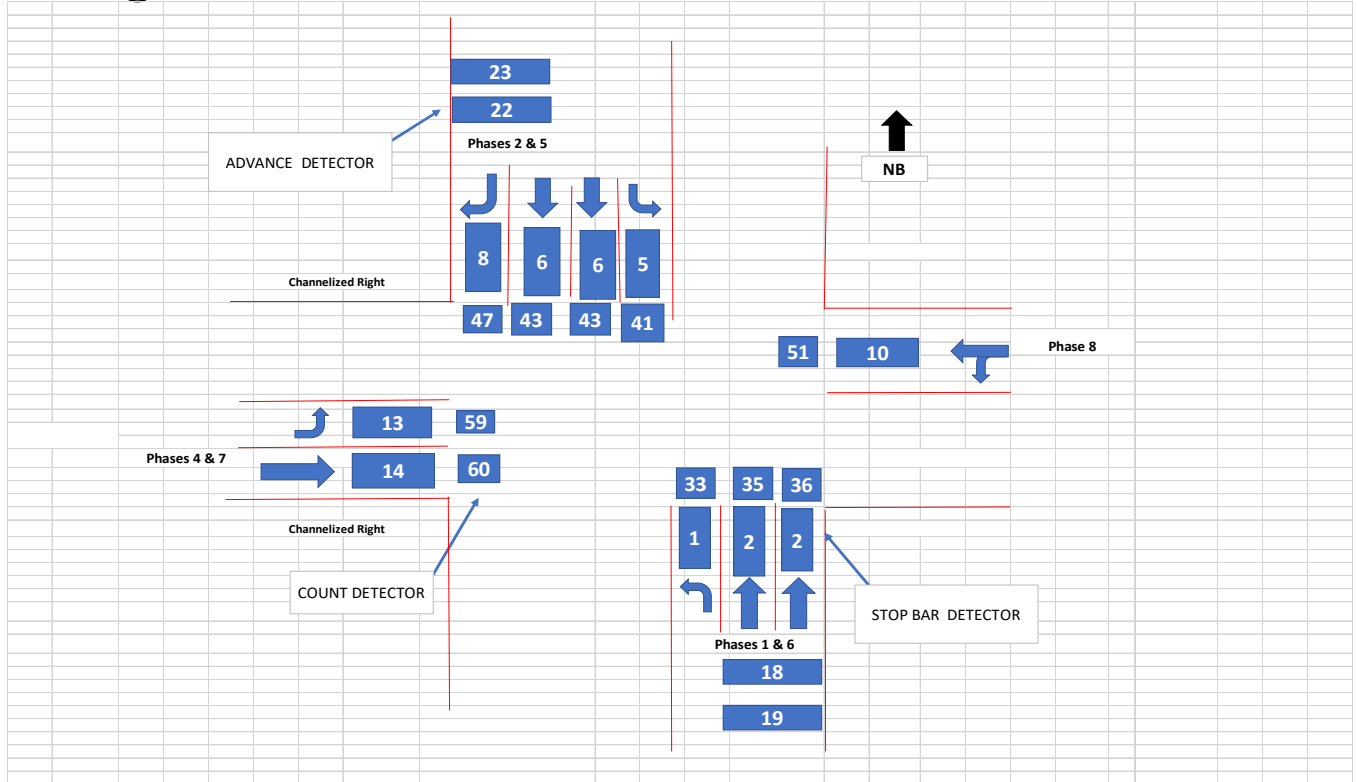 23
22
ADVANCE DETECTOR
Phases 2 & 5
NB
8 6 6 5
Channelized Right
47 43 43 41
51 10
Phase 8
13 59
Phases 4 & 7
14 60
33 35 36
Channelized Right
1 2 2
COUNT DETECTOR
STOP BAR DETECTOR
Phases 1 & 6
18
19